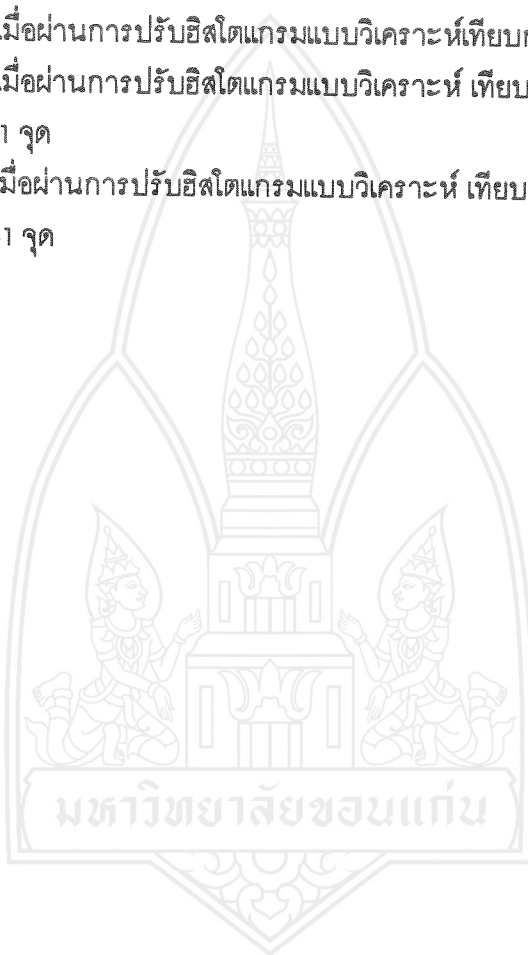 เมื่อผ่านการปรับฮิสโตแกรมแบบวิเคราะห์เทียบ
เมื่อผ่านการปรับฮิสโตแกรมแบบวิเคราะห์ เทียบ
1 จุด
เมื่อผ่านการปรับฮิสโตแกรมแบบวิเคราะห์ เทียบ
1 จุด
มหาวิทยาลัยขอนแก่น